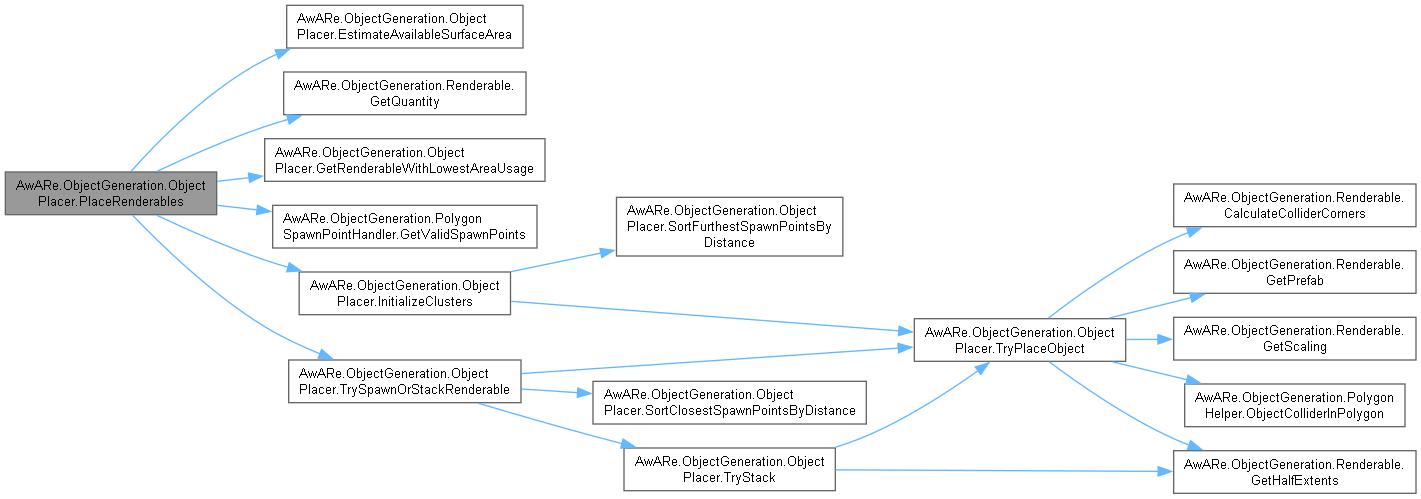 AwARe.ObjectGeneration.Object
Placer.PlaceRenderables
AwARe.ObjectGeneration.Object
Placer.EstimateAvailableSurfaceArea
AwARe.ObjectGeneration.Renderable.
GetQuantity
AwARe.ObjectGeneration.Object
Placer.GetRenderableWithLowestAreaUsage
AwARe.ObjectGeneration.Polygon
SpawnPointHandler.GetValidSpawnPoints
AwARe.ObjectGeneration.Object
Placer.InitializeClusters
AwARe.ObjectGeneration.Object
Placer.TrySpawnOrStackRenderable
AwARe.ObjectGeneration.Object
Placer.SortFurthestSpawnPointsBy
Distance
AwARe.ObjectGeneration.Object
Placer.SortClosestSpawnPointsByDistance
AwARe.ObjectGeneration.Object
Placer.TryStack
AwARe.ObjectGeneration.Object
Placer.TryPlaceObject
AwARe.ObjectGeneration.Renderable.
CalculateColliderCorners
AwARe.ObjectGeneration.Renderable.
GetPrefab
AwARe.ObjectGeneration.Renderable.
GetScaling
AwARe.ObjectGeneration.Polygon
Helper.ObjectColliderInPolygon
AwARe.ObjectGeneration.Renderable.
GetHalfExtents